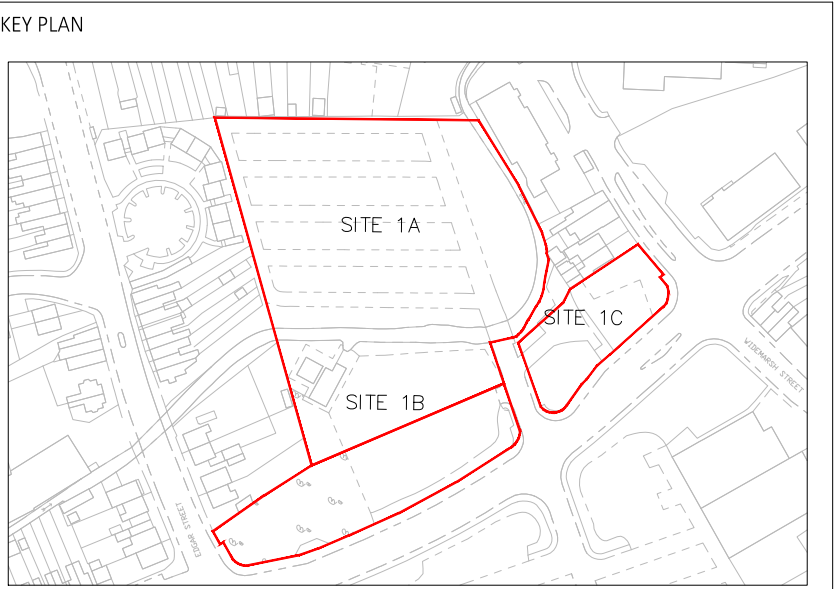 KEY PLAN
SITE 1A
SITE 1C
WIDEMARSH STREET
SITE 1B
EDGAR STREET